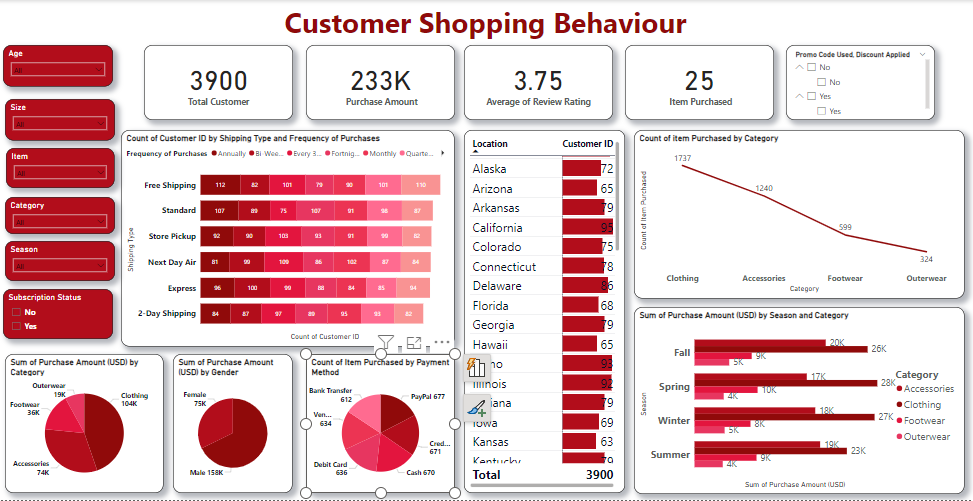 Customer Shopping Behaviour
Age
All
Size
All
Item
All
Category
All
Season
All
Subscription Status
No
Yes
3900
Total Customer
233K
Purchase Amount
3.75
Average of Review Rating
25
Item Purchased
Promo Code Used, Discount Applied
No
No
Yes
Yes
Count of Customer ID by Shipping Type and Frequency of Purchases
Frequency of Purchases Annually Bi-Wee... Every 3... Fortnig... Monthly Quarte...
Shipping Type
Free Shipping 112 82 101 79 90 101 110
Standard 107 89 75 107 91 98 87
Store Pickup 92 90 103 93 91 99 82
Next Day Air 81 99 109 86 102 87 84
Express 96 100 99 88 84 85 94
2-Day Shipping 84 87 97 89 95 93 82
Count of Customer ID
Location Customer ID
Alaska 72
Arizona 65
Arkansas 79
California 95
Colorado 75
Connecticut 78
Delaware 86
Florida 68
Georgia 79
Hawaii 65
93
Illinois 92
iana 79
Iowa 69
Kansas 63
Kentucky 79
Total 3900
Count of item Purchased by Category
Count of Item Purchased
1737
1240
599
324
Clothing Accessories Footwear Outerwear
Category
Sum of Purchase Amount (USD) by Season and Category
Season
Fall
20K
26K
9K
5K
Spring
17K
28K
10K
4K
Winter
18K
27K
8K
5K
Summer
19K
23K
9K
4K
Sum of Purchase Amount (USD)
Category
Accessories
Clothing
Footwear
Outerwear
Sum of Purchase Amount (USD) by
Category
Outerwear
19K
Clothing
104K
Footwear
36K
Accessories
74K
Sum of Purchase Amount
(USD) by Gender
Female
75K
Male 158K
Count of Item Purchased by Payment
Method
Bank Transfer
612
PayPal 677
Ven...
634
Cred...
671
Debit Card
636
Cash 670